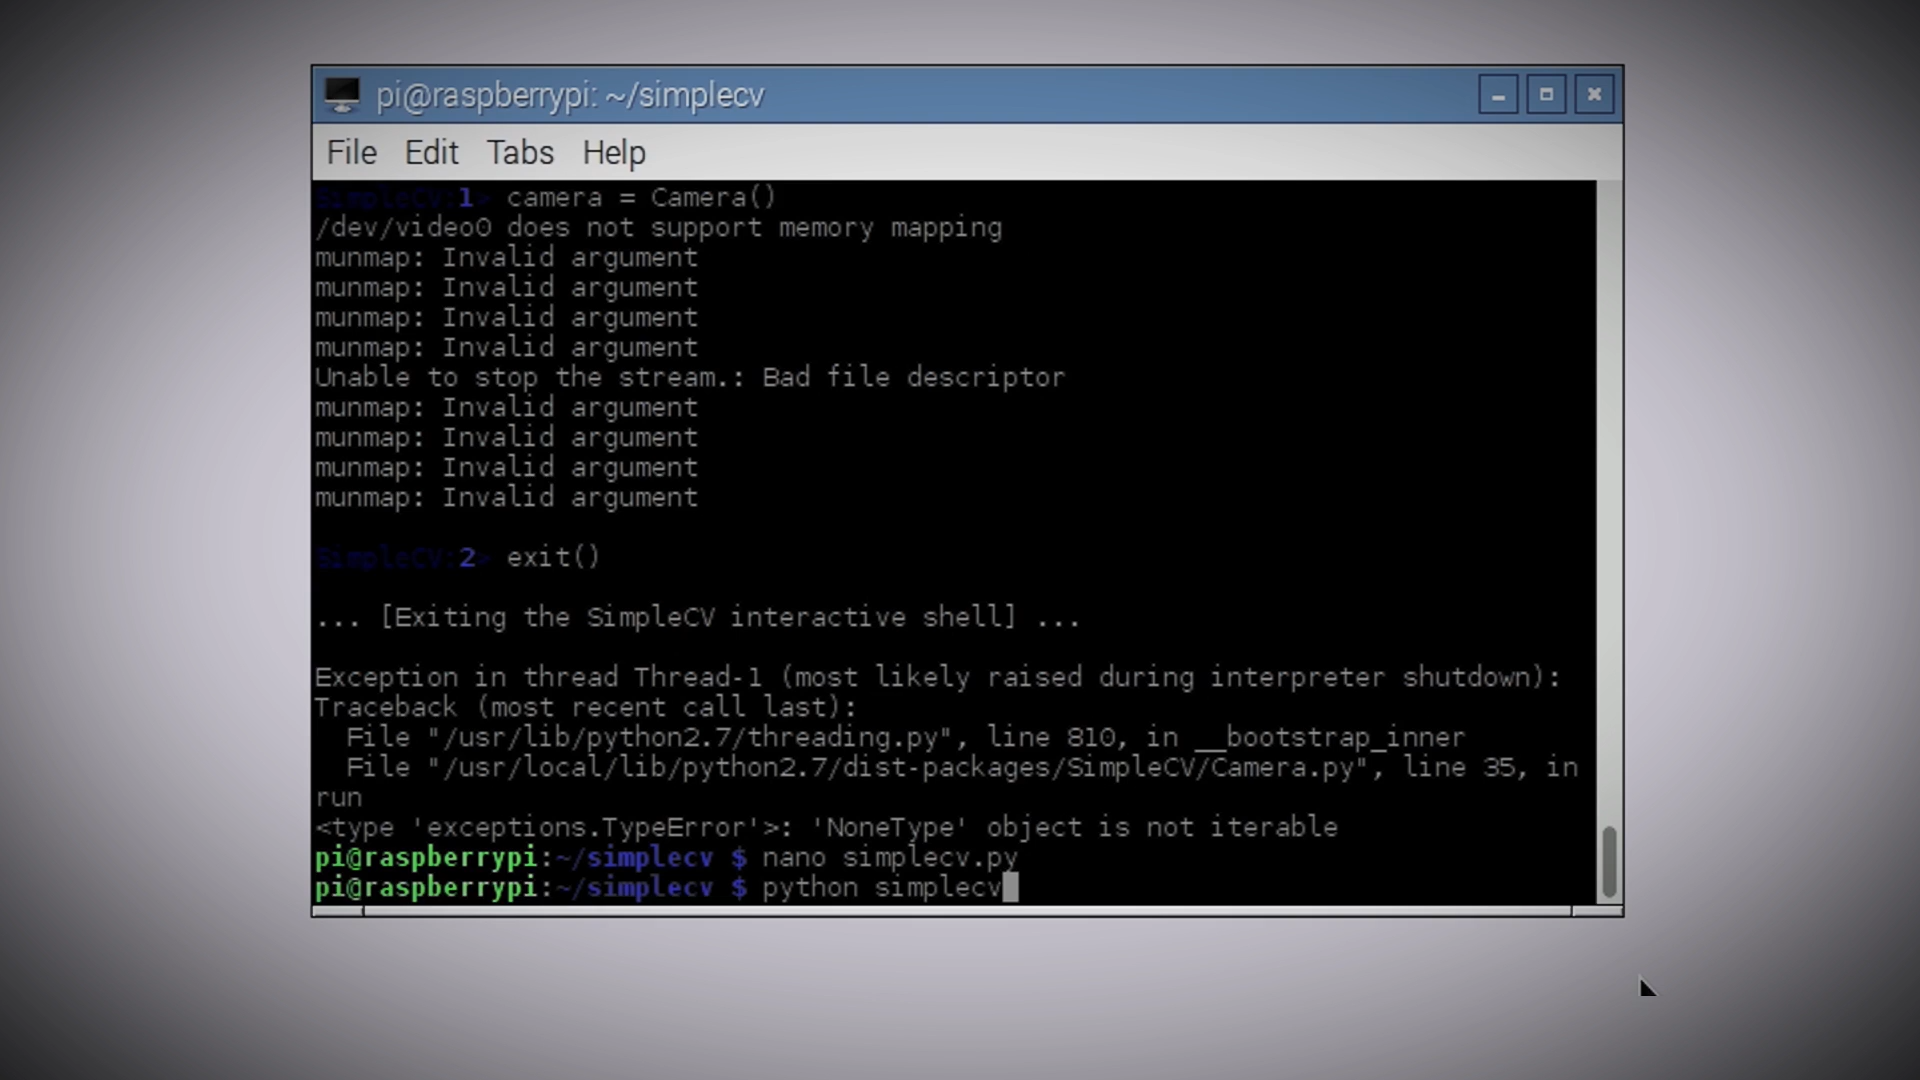 pi@raspberrypi: ~/simplecv
File Edit Tabs Help
SimpleCV:1> camera = Camera()
/dev/video0 does not support memory mapping
munmap: Invalid argument
munmap: Invalid argument
munmap: Invalid argument
munmap: Invalid argument
Unable to stop the stream.: Bad file descriptor
munmap: Invalid argument
munmap: Invalid argument
munmap: Invalid argument
munmap: Invalid argument
SimpleCV:2> exit()
... [Exiting the SimpleCV interactive shell] ...
Exception in thread Thread-1 (most likely raised during interpreter shutdown):
Traceback (most recent call last):
  File "/usr/lib/python2.7/threading.py", line 810, in __bootstrap_inner
  File "/usr/local/lib/python2.7/dist-packages/SimpleCV/Camera.py", line 35, in
run
<type 'exceptions.TypeError'>: 'NoneType' object is not iterable
pi@raspberrypi:~/simplecv $ nano simplecv.py
pi@raspberrypi:~/simplecv $ python simplecv